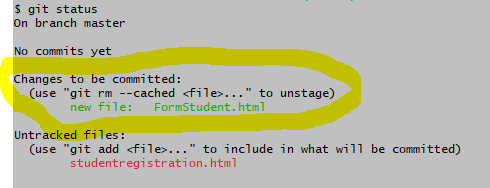 $ git status
On branch master
No commits yet
Changes to be committed:
(use "git rm --cached <file>..." to unstage)
new file: FormStudent.html
Untracked files:
(use "git add <file>..." to include in what will be committed)
studentregistration.html